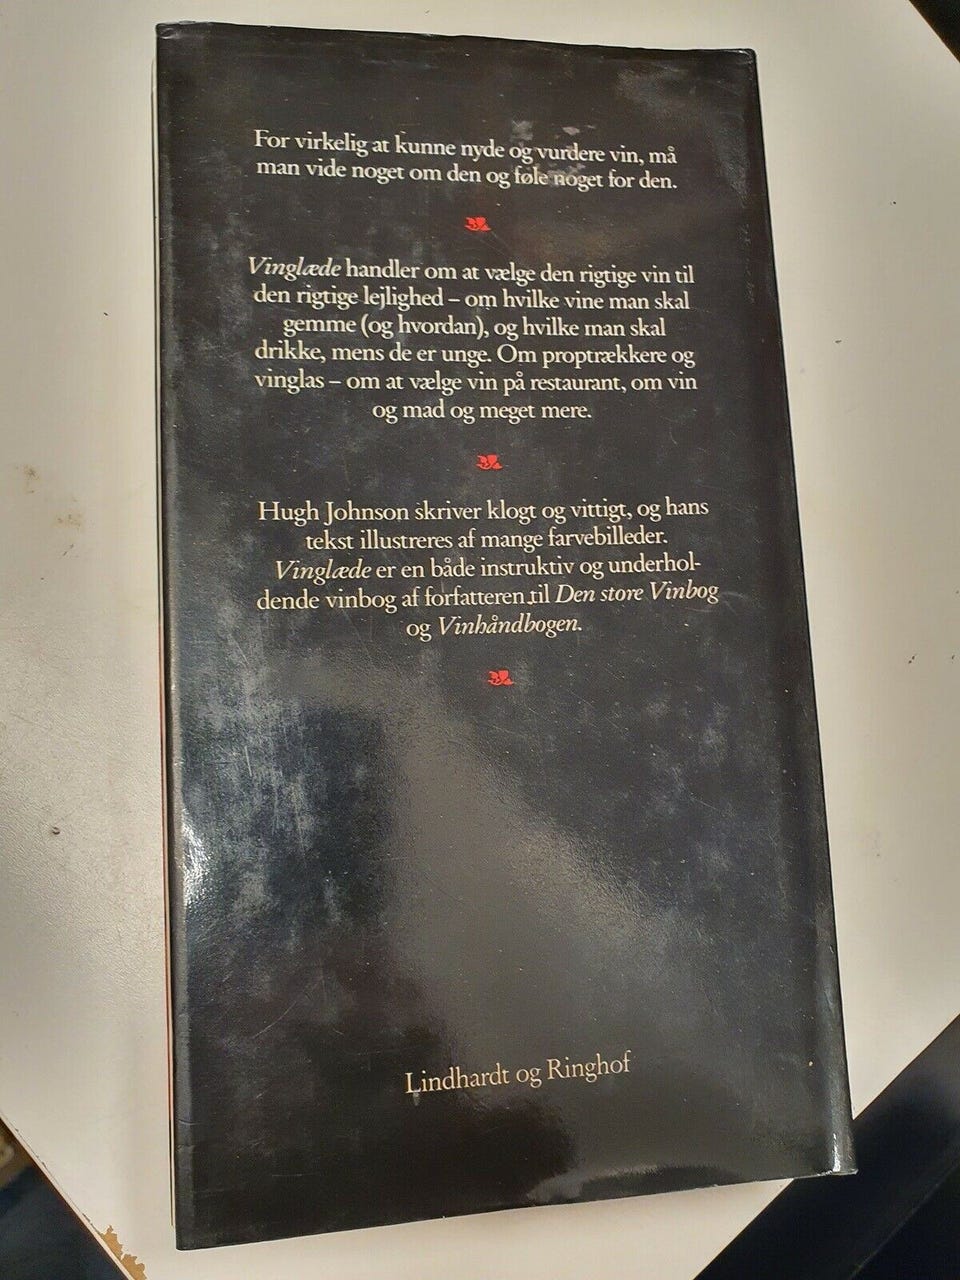 For virkelig at kunne nyde og vurdere vin, må
man vide noget om den og føle noget for den.
Vinglæde handler om at vælge den rigtige vin til
den rigtige lejlighed – om hvilke vine man skal
gemme (og hvordan), og hvilke man skal
drikke, mens de er unge. Om proptrækkere og
vinglas – om at vælge vin på restaurant, om vin
og mad og meget mere.
Hugh Johnson skriver klogt og vittigt, og hans
tekst illustreres af mange farvebilleder.
Vinglæde er en både instruktiv og underhol-
dende vinbog af forfatteren til Den store Vinbog
og Vinhåndbogen.
Lindhardt og Ringhof